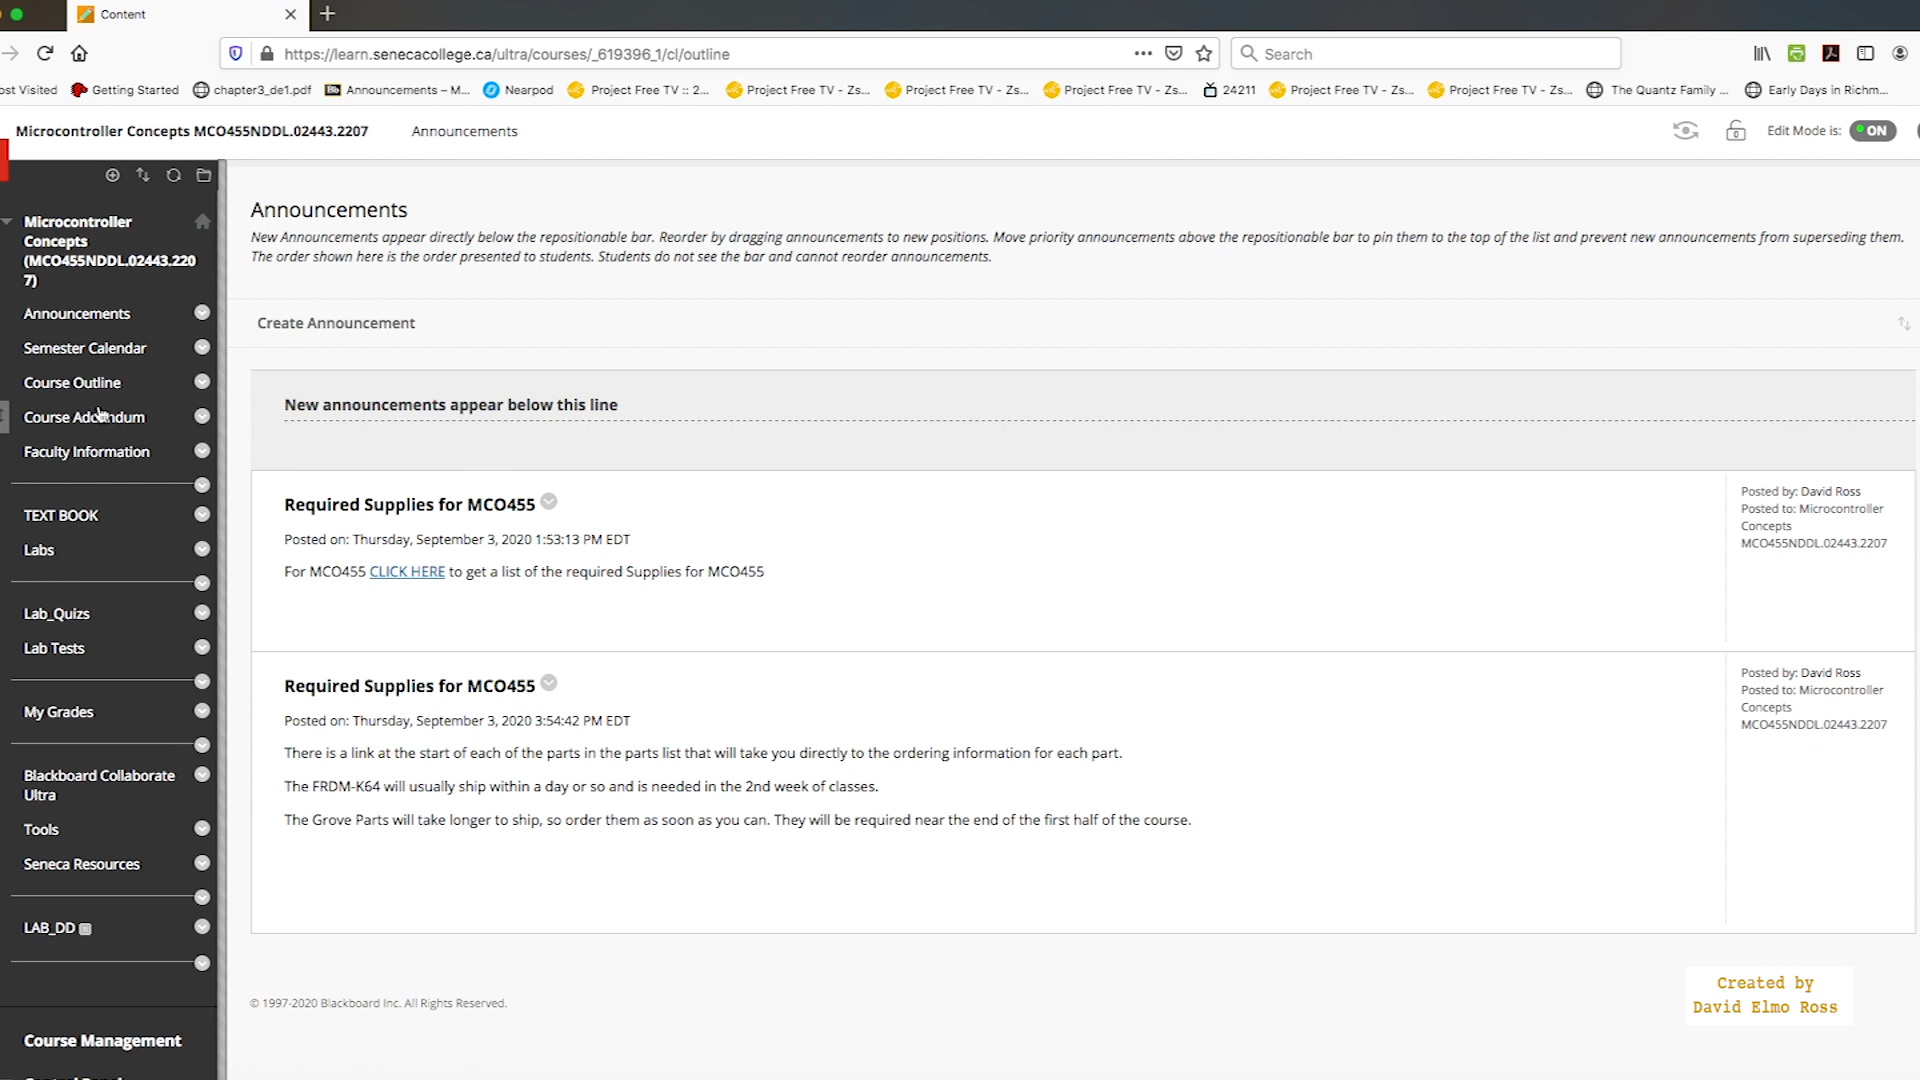 Content
https://learn.senecacollege.ca/ultra/courses/_619396_1/cl/outline
Search
ost Visited
Getting Started
chapter3_de1.pdf
Announcements – M...
Nearpod
Project Free TV :: 2...
Project Free TV - Zs...
Project Free TV - Zs...
Project Free TV - Zs...
24211
Project Free TV - Zs...
Project Free TV - Zs...
The Quantz Family ...
Early Days in Richm...
Microcontroller Concepts MCO455NDDL.02443.2207
Announcements
Edit Mode is:
ON
Microcontroller
Concepts
(MCO455NDDL.02443.220
7)
Announcements
Semester Calendar
Course Outline
Course Addendum
Faculty Information
TEXT BOOK
Labs
Lab_Quizs
Lab Tests
My Grades
Blackboard Collaborate
Ultra
Tools
Seneca Resources
LAB_DD
Course Management
Announcements
New Announcements appear directly below the repositionable bar. Reorder by dragging announcements to new positions. Move priority announcements above the repositionable bar to pin them to the top of the list and prevent new announcements from superseding them.
The order shown here is the order presented to students. Students do not see the bar and cannot reorder announcements.
Create Announcement
New announcements appear below this line
Required Supplies for MCO455
Posted on: Thursday, September 3, 2020 1:53:13 PM EDT
For MCO455 CLICK HERE to get a list of the required Supplies for MCO455
Posted by: David Ross
Posted to: Microcontroller
Concepts
MCO455NDDL.02443.2207
Required Supplies for MCO455
Posted on: Thursday, September 3, 2020 3:54:42 PM EDT
There is a link at the start of each of the parts in the parts list that will take you directly to the ordering information for each part.
The FRDM-K64 will usually ship within a day or so and is needed in the 2nd week of classes.
The Grove Parts will take longer to ship, so order them as soon as you can. They will be required near the end of the first half of the course.
Posted by: David Ross
Posted to: Microcontroller
Concepts
MCO455NDDL.02443.2207
© 1997-2020 Blackboard Inc. All Rights Reserved.
Created by
David Elmo Ross